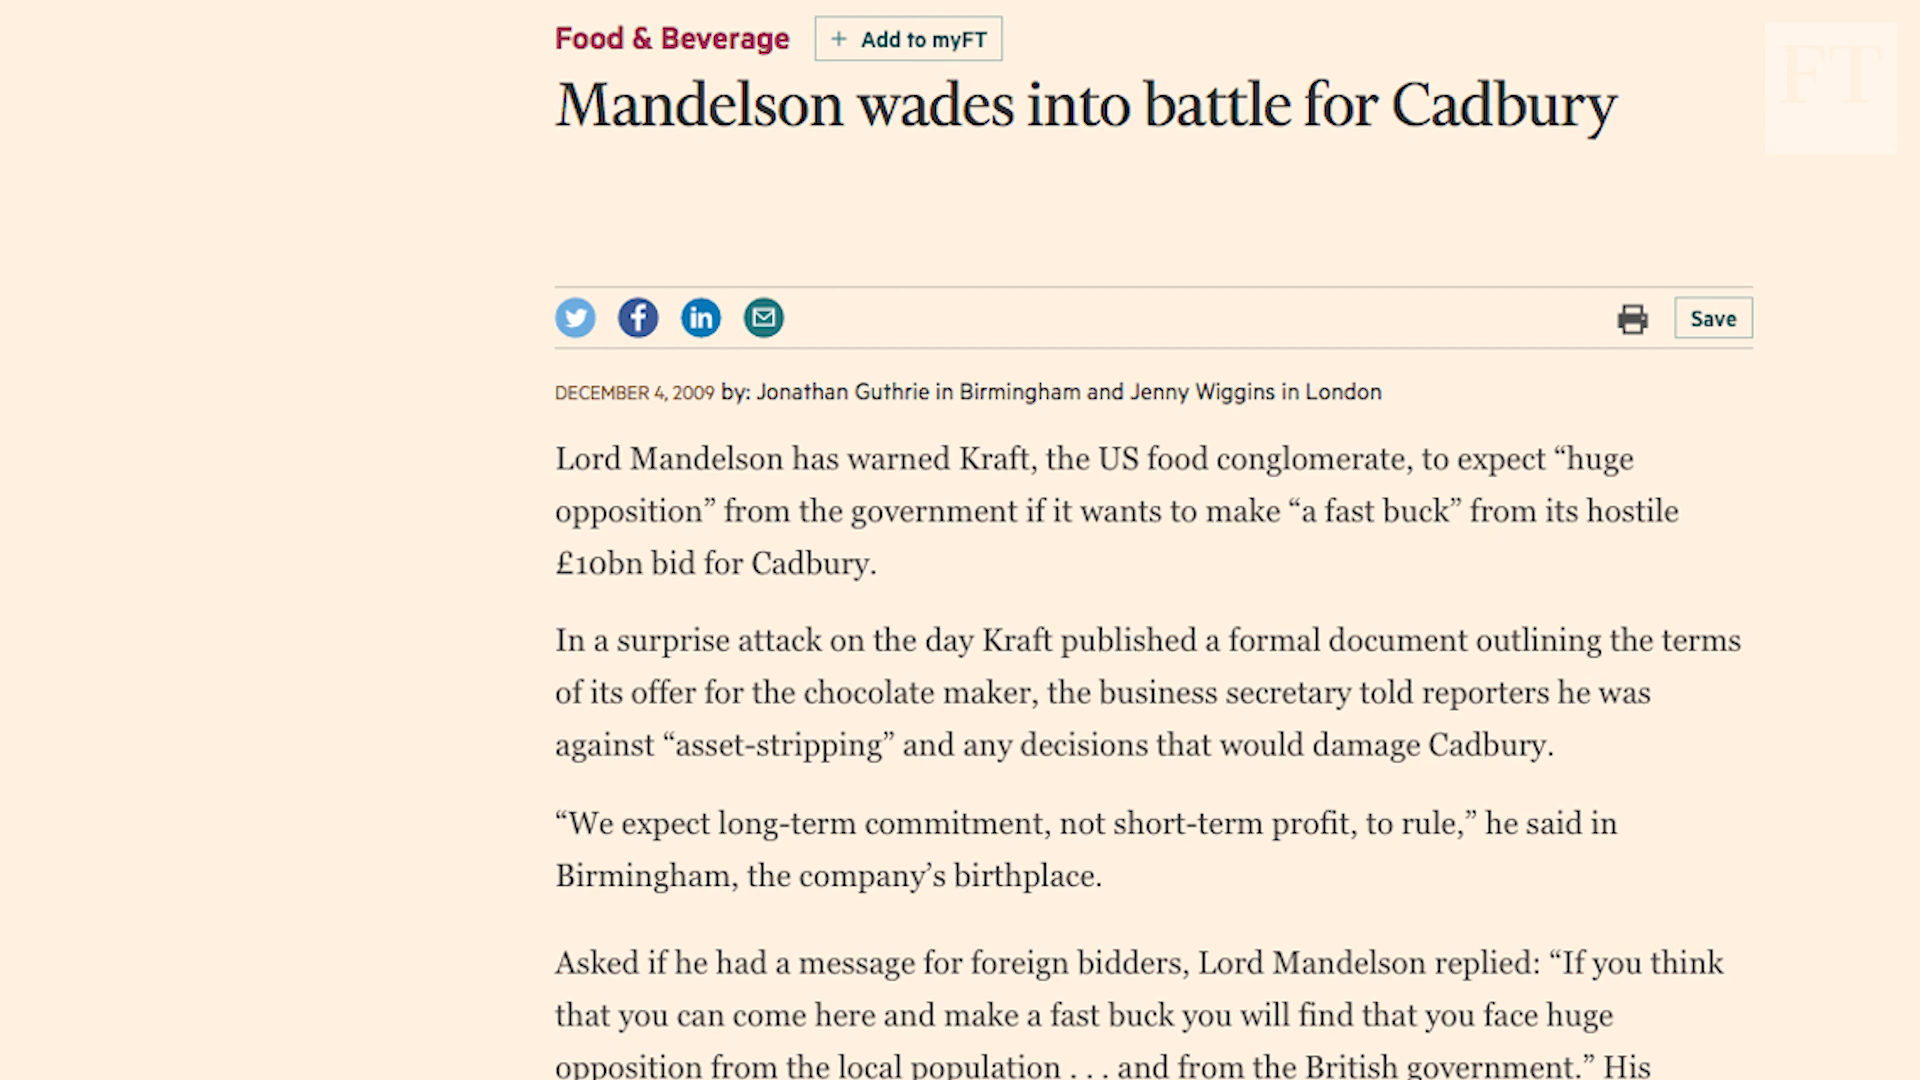 Food & Beverage
+ Add to myFT
FT
Mandelson wades into battle for Cadbury
Save
DECEMBER 4, 2009 by: Jonathan Guthrie in Birmingham and Jenny Wiggins in London
Lord Mandelson has warned Kraft, the US food conglomerate, to expect “huge
opposition” from the government if it wants to make “a fast buck” from its hostile
£10bn bid for Cadbury.
In a surprise attack on the day Kraft published a formal document outlining the terms
of its offer for the chocolate maker, the business secretary told reporters he was
against “asset-stripping” and any decisions that would damage Cadbury.
“We expect long-term commitment, not short-term profit, to rule,” he said in
Birmingham, the company’s birthplace.
Asked if he had a message for foreign bidders, Lord Mandelson replied: “If you think
that you can come here and make a fast buck you will find that you face huge
opposition from the local population . . . and from the British government.” His